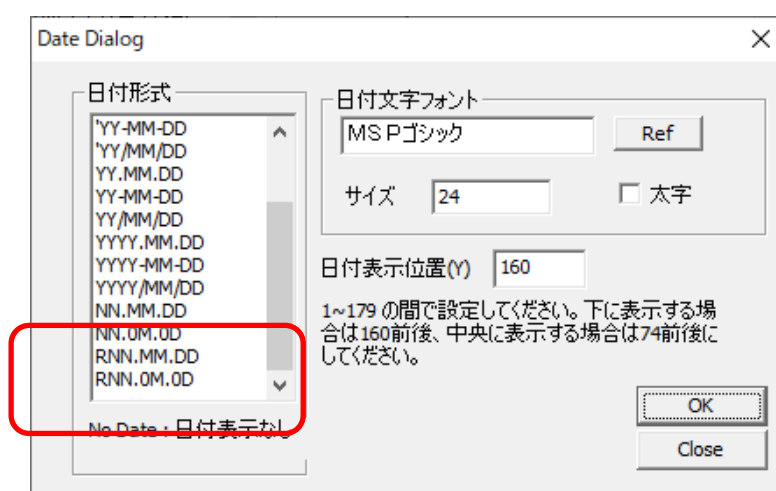 Date Dialog
日付形式
'YY-MM-DD
'YY/MM/DD
YY.MM.DD
YY-MM-DD
YY/MM/DD
YYYY.MM.DD
YYYY-MM-DD
YYYY/MM/DD
NN.MM.DD
NN.0M.0D
RNN.MM.DD
RNN.0M.0D
No Date : 日付表示なし
日付文字フォント
ＭＳ Ｐゴシック
Ref
サイズ
24
太字
日付表示位置(Y)
160
1~179 の間で設定してください。下に表示する場
合は160前後、中央に表示する場合は74前後に
してください。
OK
Close